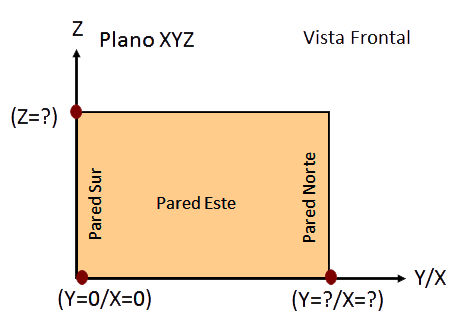 Z
Plano XYZ
Vista Frontal
(Z=?)
Pared Sur
Pared Este
Pared Norte
Y/X
(Y=0/X=0)
(Y=?/X=?)